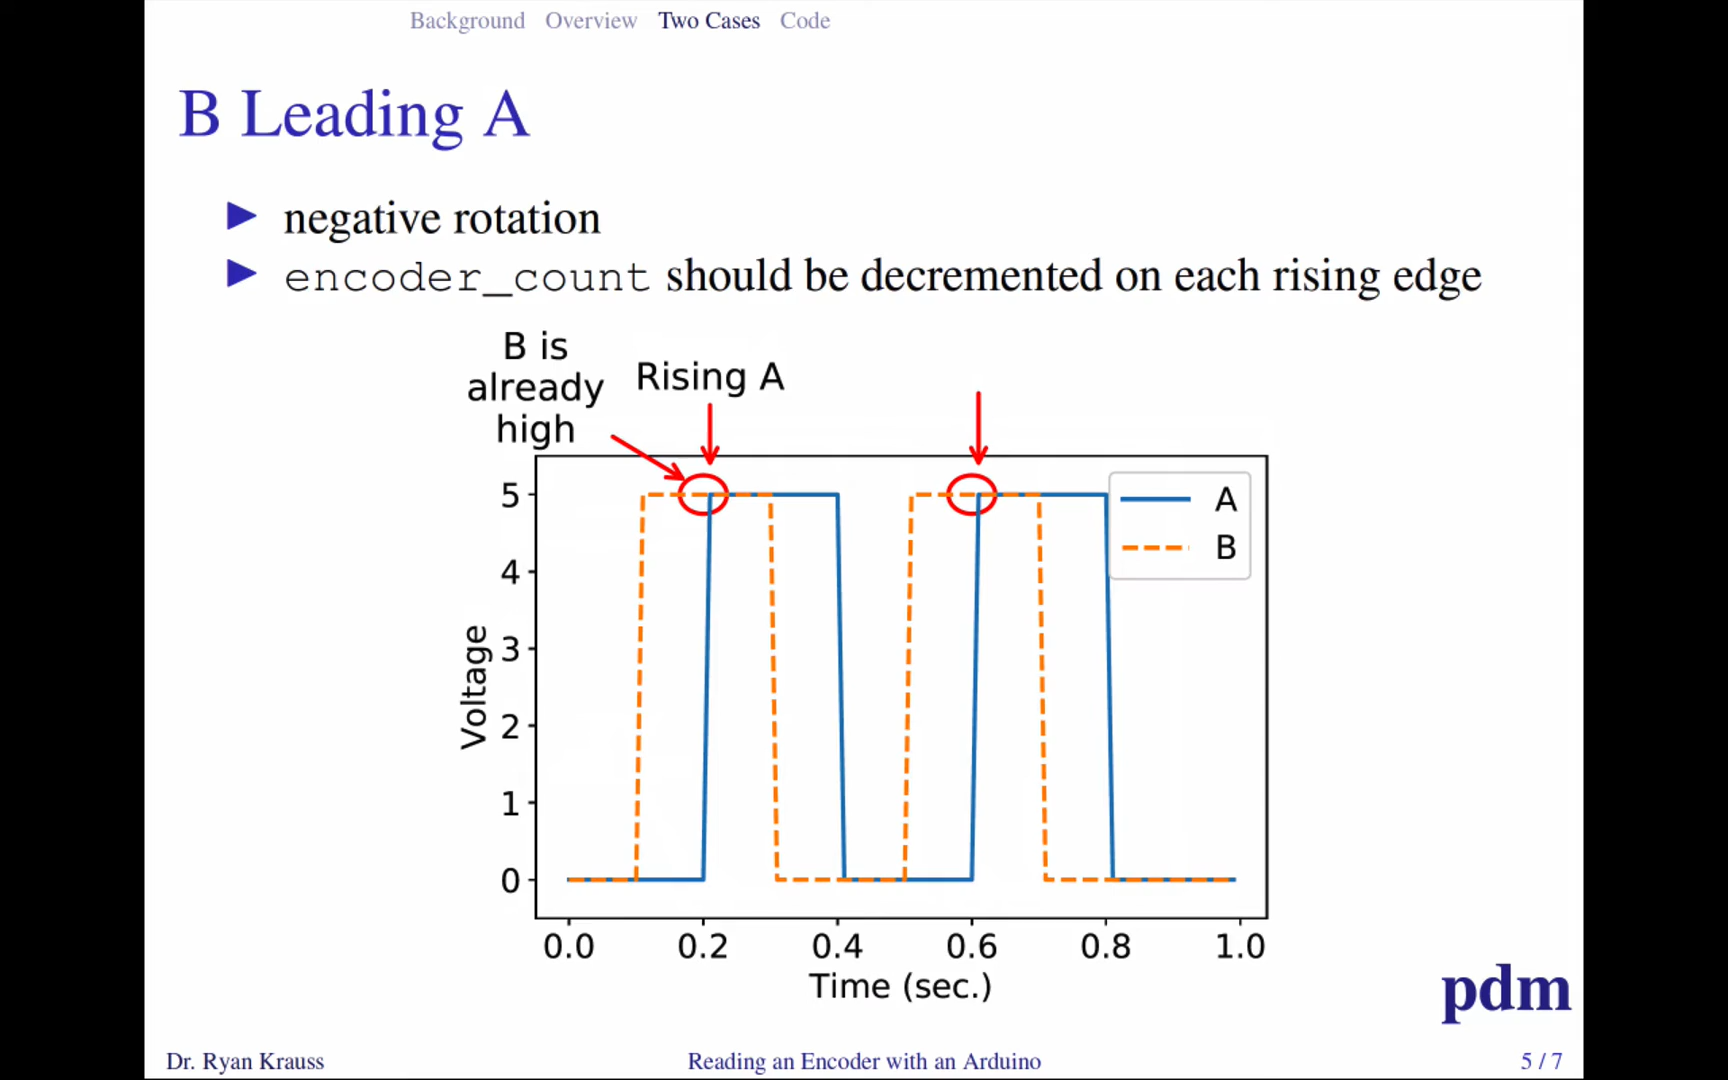 Background Overview Two Cases Code
B Leading A
negative rotation
encoder_count should be decremented on each rising edge
B is
already
high
Rising A
5
4
3
2
1
0
Voltage
A
B
0.0 0.2 0.4 0.6 0.8 1.0
Time (sec.)
pdm
Dr. Ryan Krauss Reading an Encoder with an Arduino 5 / 7